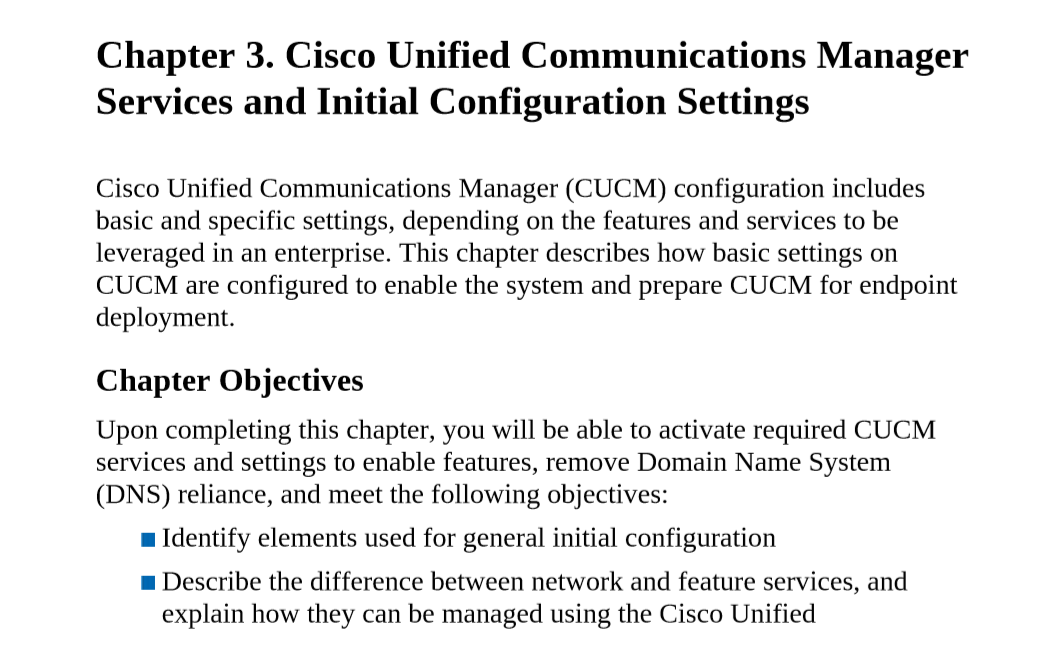 Chapter 3. Cisco Unified Communications Manager
Services and Initial Configuration Settings
Cisco Unified Communications Manager (CUCM) configuration includes
basic and specific settings, depending on the features and services to be
leveraged in an enterprise. This chapter describes how basic settings on
CUCM are configured to enable the system and prepare CUCM for endpoint
deployment.
Chapter Objectives
Upon completing this chapter, you will be able to activate required CUCM
services and settings to enable features, remove Domain Name System
(DNS) reliance, and meet the following objectives:
■ Identify elements used for general initial configuration
■ Describe the difference between network and feature services, and
explain how they can be managed using the Cisco Unified